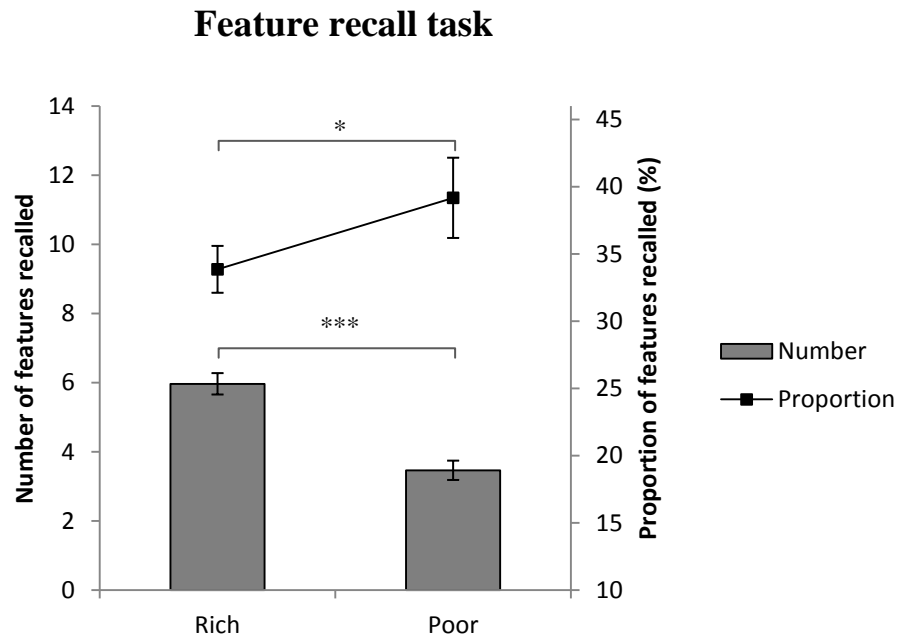 Feature recall task
Number of features recalled
14
12
10
8
6
4
2
0
*
***
45
40
35
30
25
20
15
10
Proportion of features recalled (%)
Number
Proportion
Rich
Poor